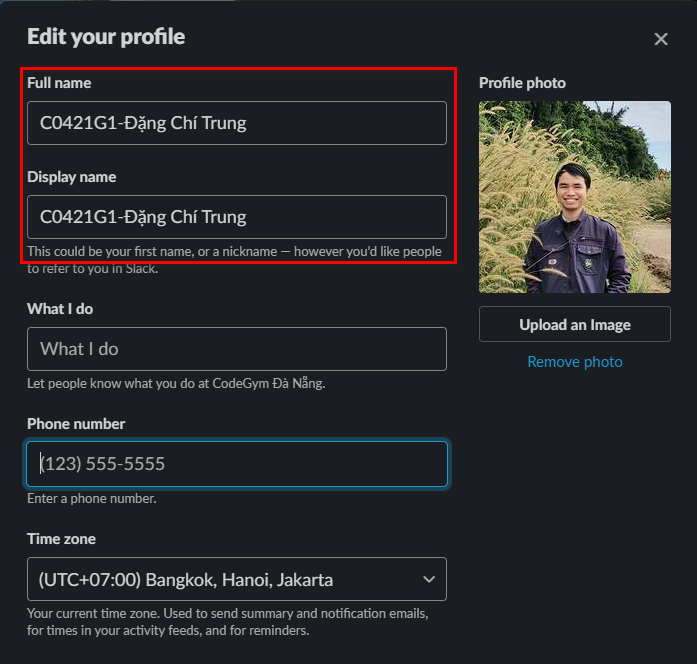 Edit your profile
Full name
C0421G1-Đặng Chí Trung
Display name
C0421G1-Đặng Chí Trung
This could be your first name, or a nickname — however you'd like people
to refer to you in Slack.
What I do
What I do
Let people know what you do at CodeGym Đà Nẵng.
Phone number
(123) 555-5555
Enter a phone number.
Time zone
(UTC+07:00) Bangkok, Hanoi, Jakarta
Your current time zone. Used to send summary and notification emails,
for times in your activity feeds, and for reminders.
Profile photo
Upload an Image
Remove photo